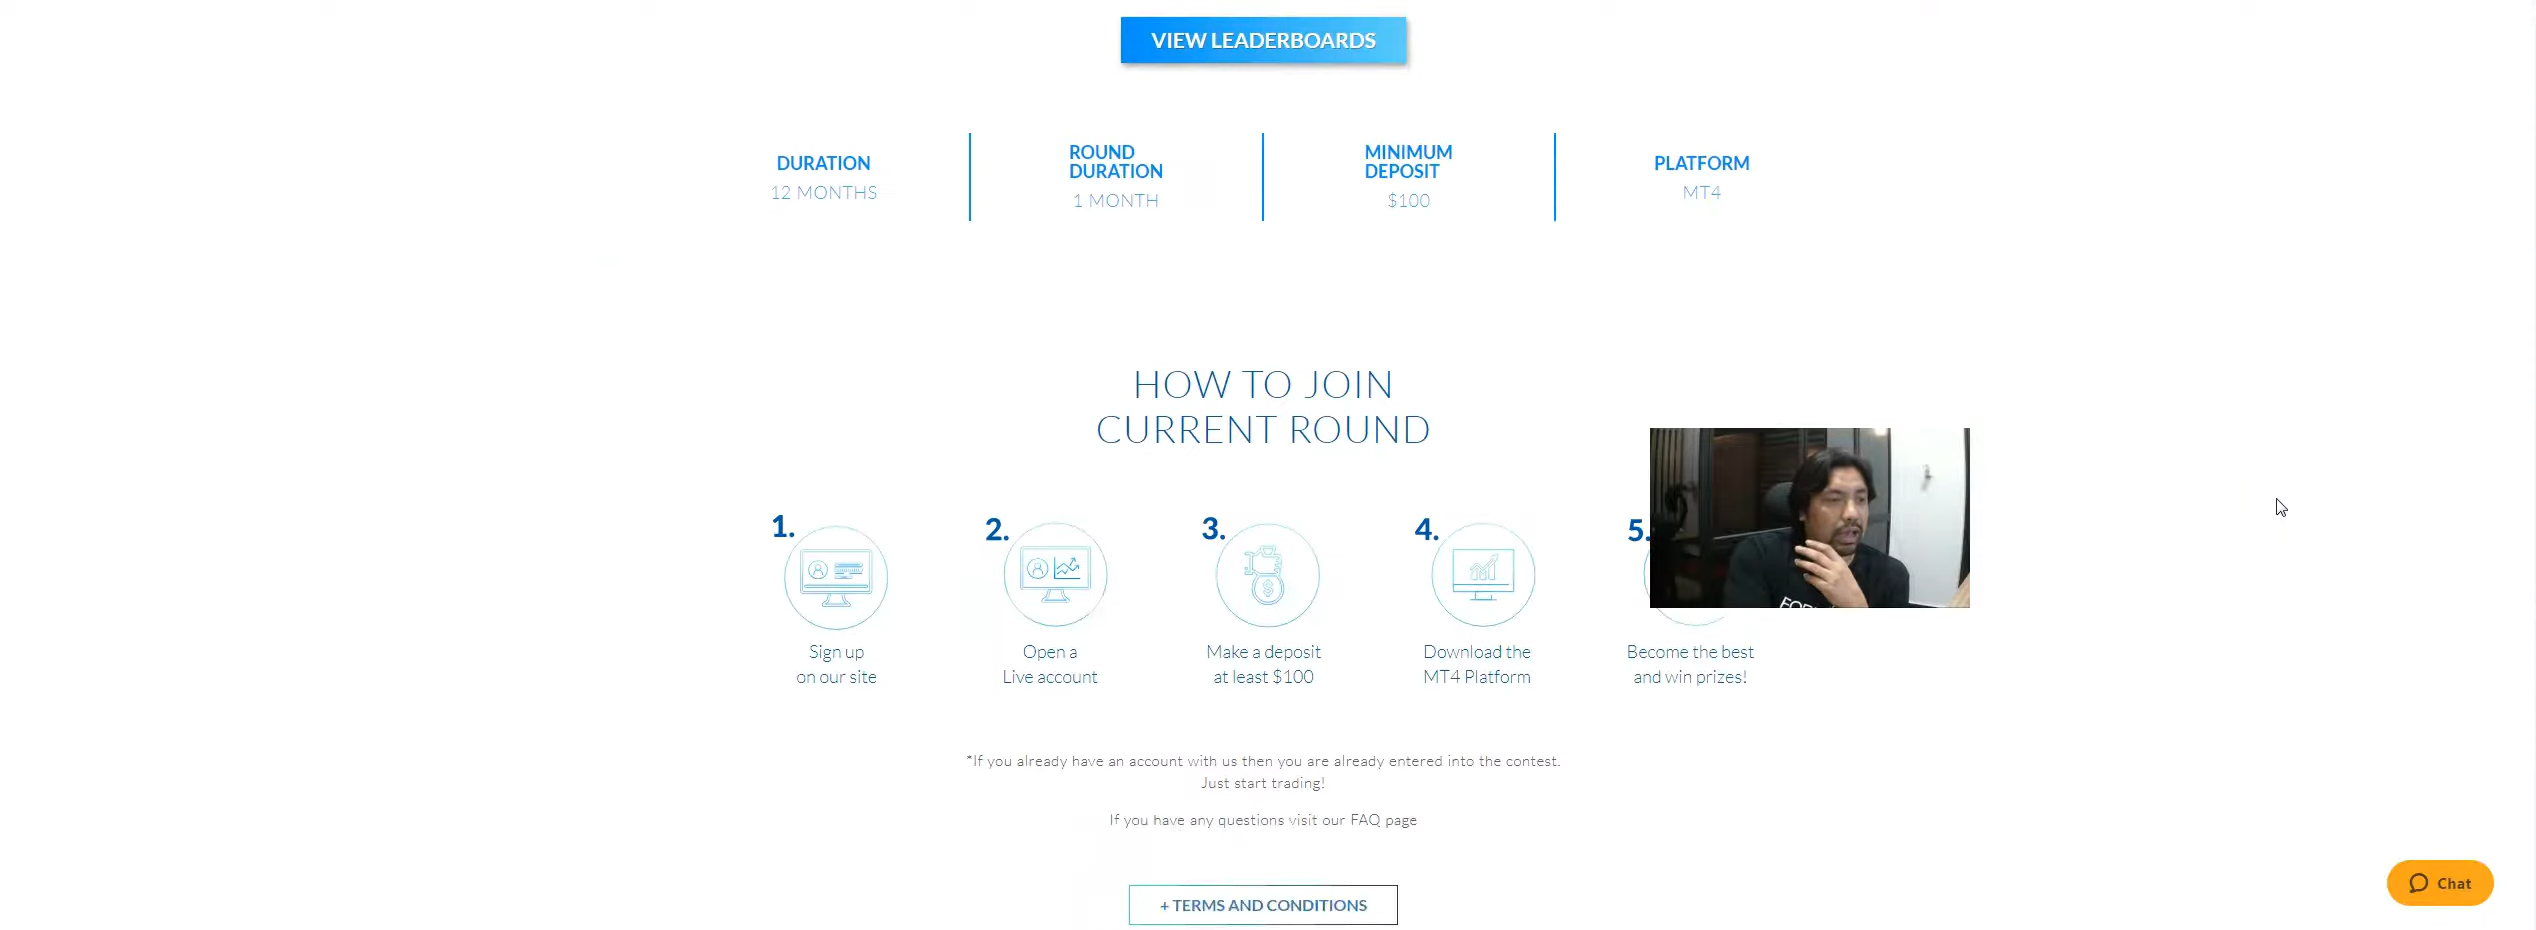 VIEW LEADERBOARDS
DURATION
12 MONTHS
ROUND
DURATION
1 MONTH
MINIMUM
DEPOSIT
$100
PLATFORM
MT4
HOW TO JOIN
CURRENT ROUND
1.
Sign up
on our site
2.
Open a
Live account
3.
Make a deposit
at least $100
4.
Download the
MT4 Platform
5.
Become the best
and win prizes!
*If you already have an account with us then you are already entered into the contest.
Just start trading!
If you have any questions visit our FAQ page
+ TERMS AND CONDITIONS
Chat